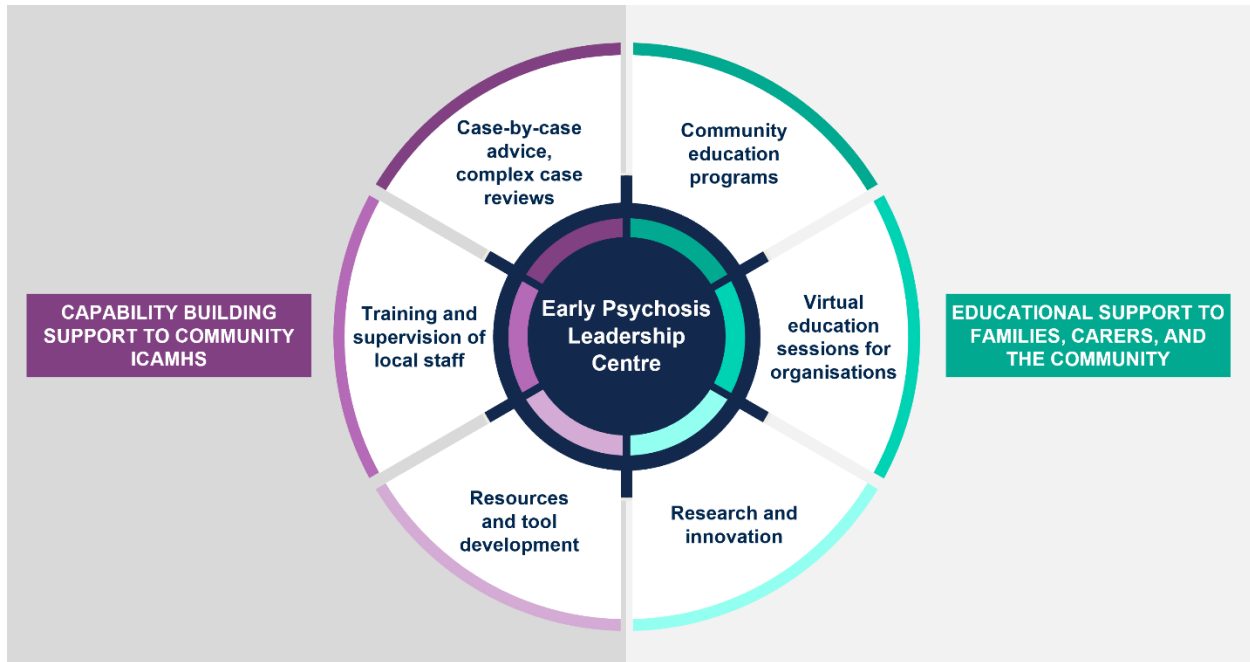 CAPABILITY BUILDING
SUPPORT TO COMMUNITY
ICAMHS
Case-by-case
advice,
complex case
reviews
Training and
supervision of
local staff
Resources
and tool
development
Early Psychosis
Leadership
Centre
Community
education
programs
Virtual
education
sessions for
organisations
Research and
innovation
EDUCATIONAL SUPPORT TO
FAMILIES, CARERS, AND
THE COMMUNITY